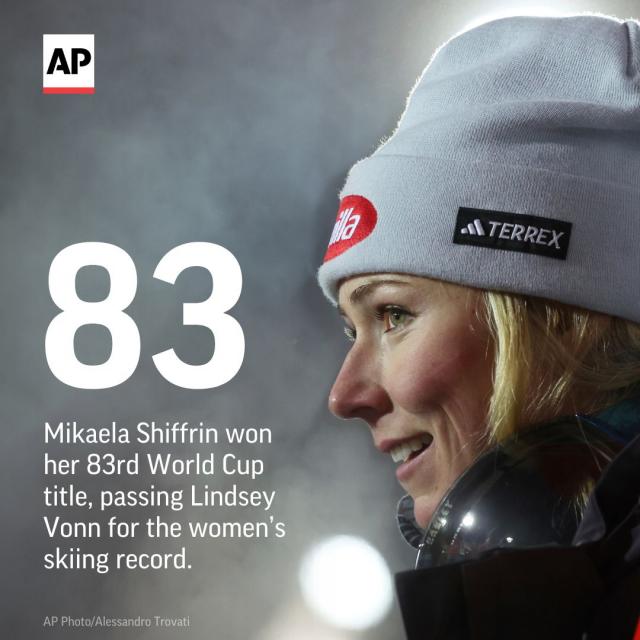 AP
TERREX
83
Mikaela Shiffrin won
her 83rd World Cup
title, passing Lindsey
Vonn for the women's
skiing record.
AP Photo/Alessandro Trovati